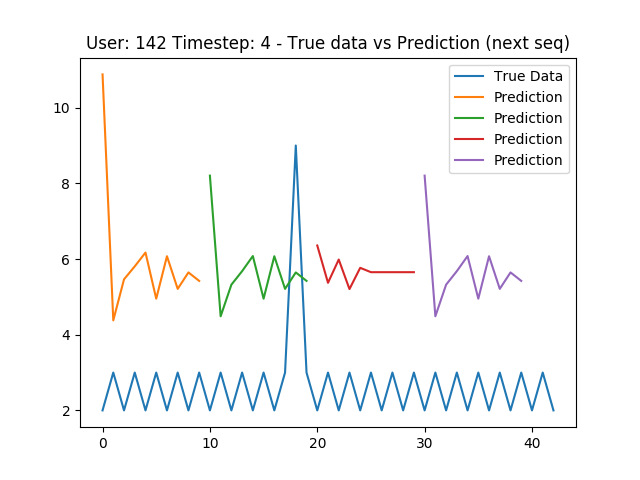 User: 142 Timestep: 4 - True data vs Prediction (next seq)
True Data
Prediction
Prediction
Prediction
Prediction
10
8
6
4
2
0
10
20
30
40